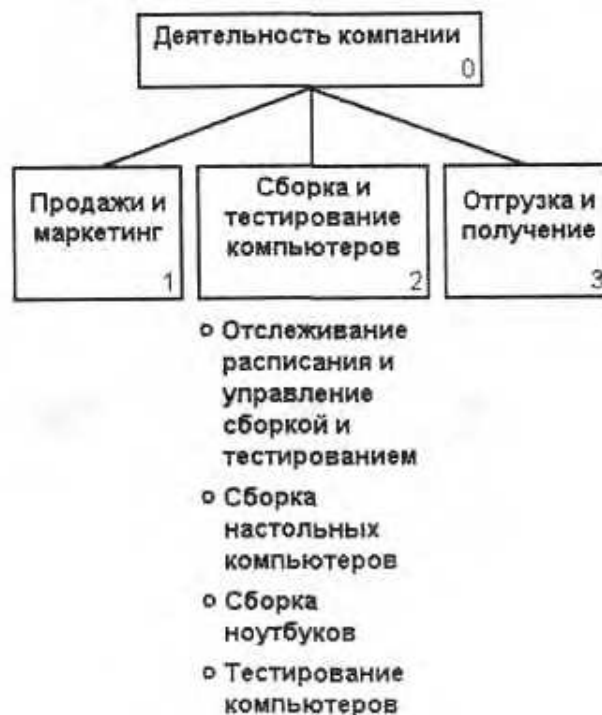 Деятельность компании
0
Продажи и
маркетинг
1
Сборка и
тестирование
компьютеров
2
Отгрузка и
получение
3
Отслеживание
расписания и
управление
сборкой и
тестированием
Сборка
настольных
компьютеров
Сборка
ноутбуков
Тестирование
компьютеров